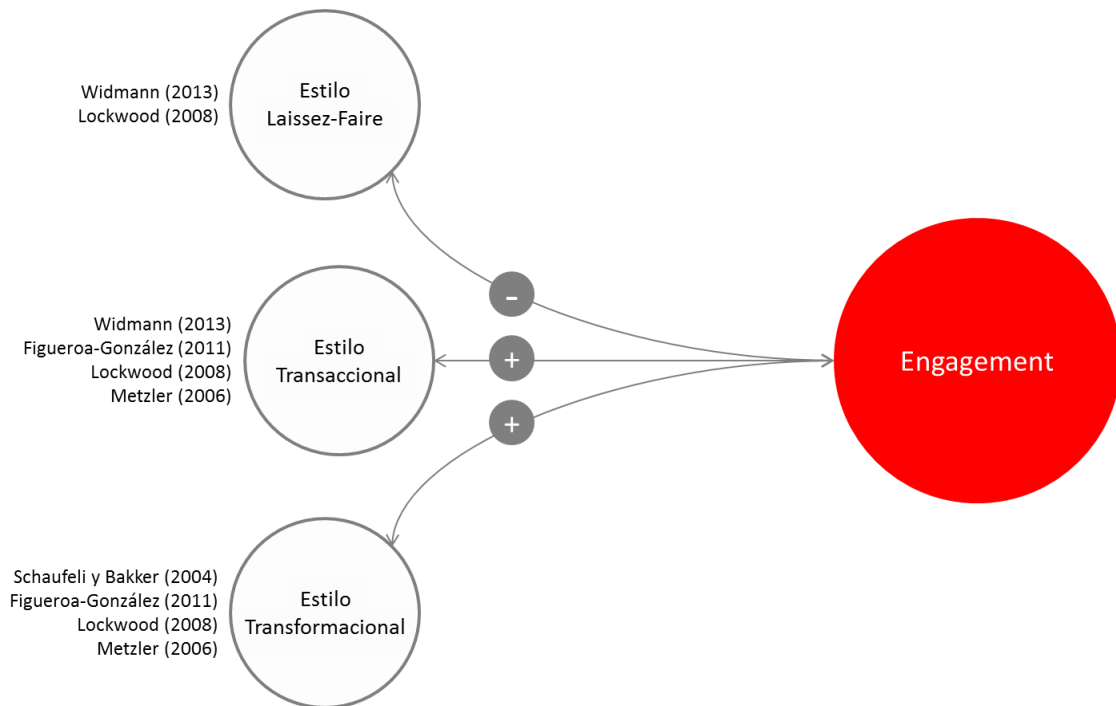 Widmann (2013)
Lockwood (2008)
Estilo
Laissez-Faire
-
Widmann (2013)
Figueroa-González (2011)
Lockwood (2008)
Metzler (2006)
Estilo
Transaccional
+
Engagement
+
Schaufeli y Bakker (2004)
Figueroa-González (2011)
Lockwood (2008)
Metzler (2006)
Estilo
Transformacional